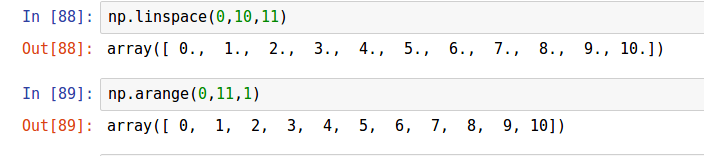 In [88]: np.linspace(0,10,11)
Out[88]: array([ 0.,  1.,  2.,  3.,  4.,  5.,  6.,  7.,  8.,  9., 10.])
In [89]: np.arange(0,11,1)
Out[89]: array([ 0,  1,  2,  3,  4,  5,  6,  7,  8,  9, 10])